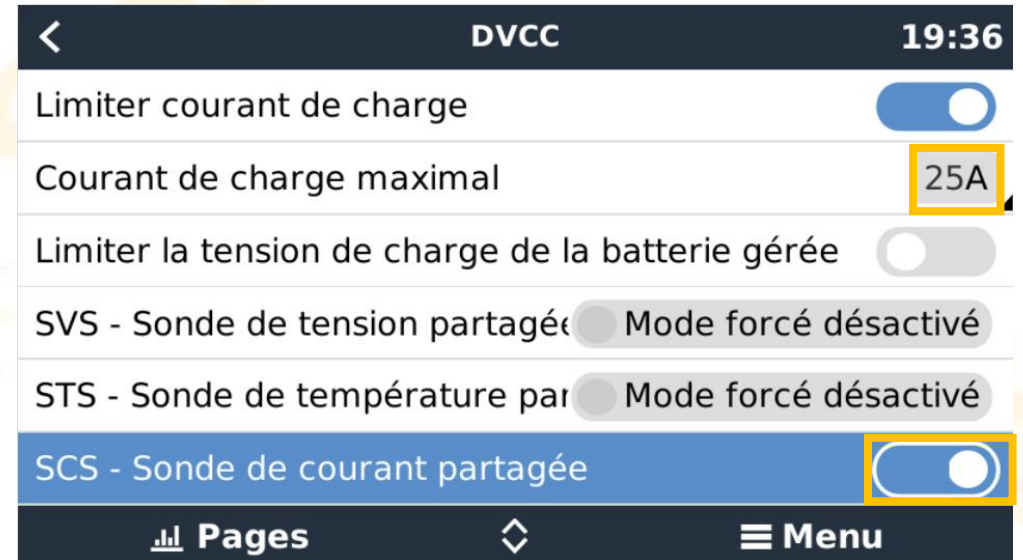 DVCC 19:36
Limiter courant de charge
Courant de charge maximal 25A
Limiter la tension de charge de la batterie gérée
SVS - Sonde de tension partagée Mode forcé désactivé
STS - Sonde de température par Mode forcé désactivé
SCS - Sonde de courant partagée
Pages Menu